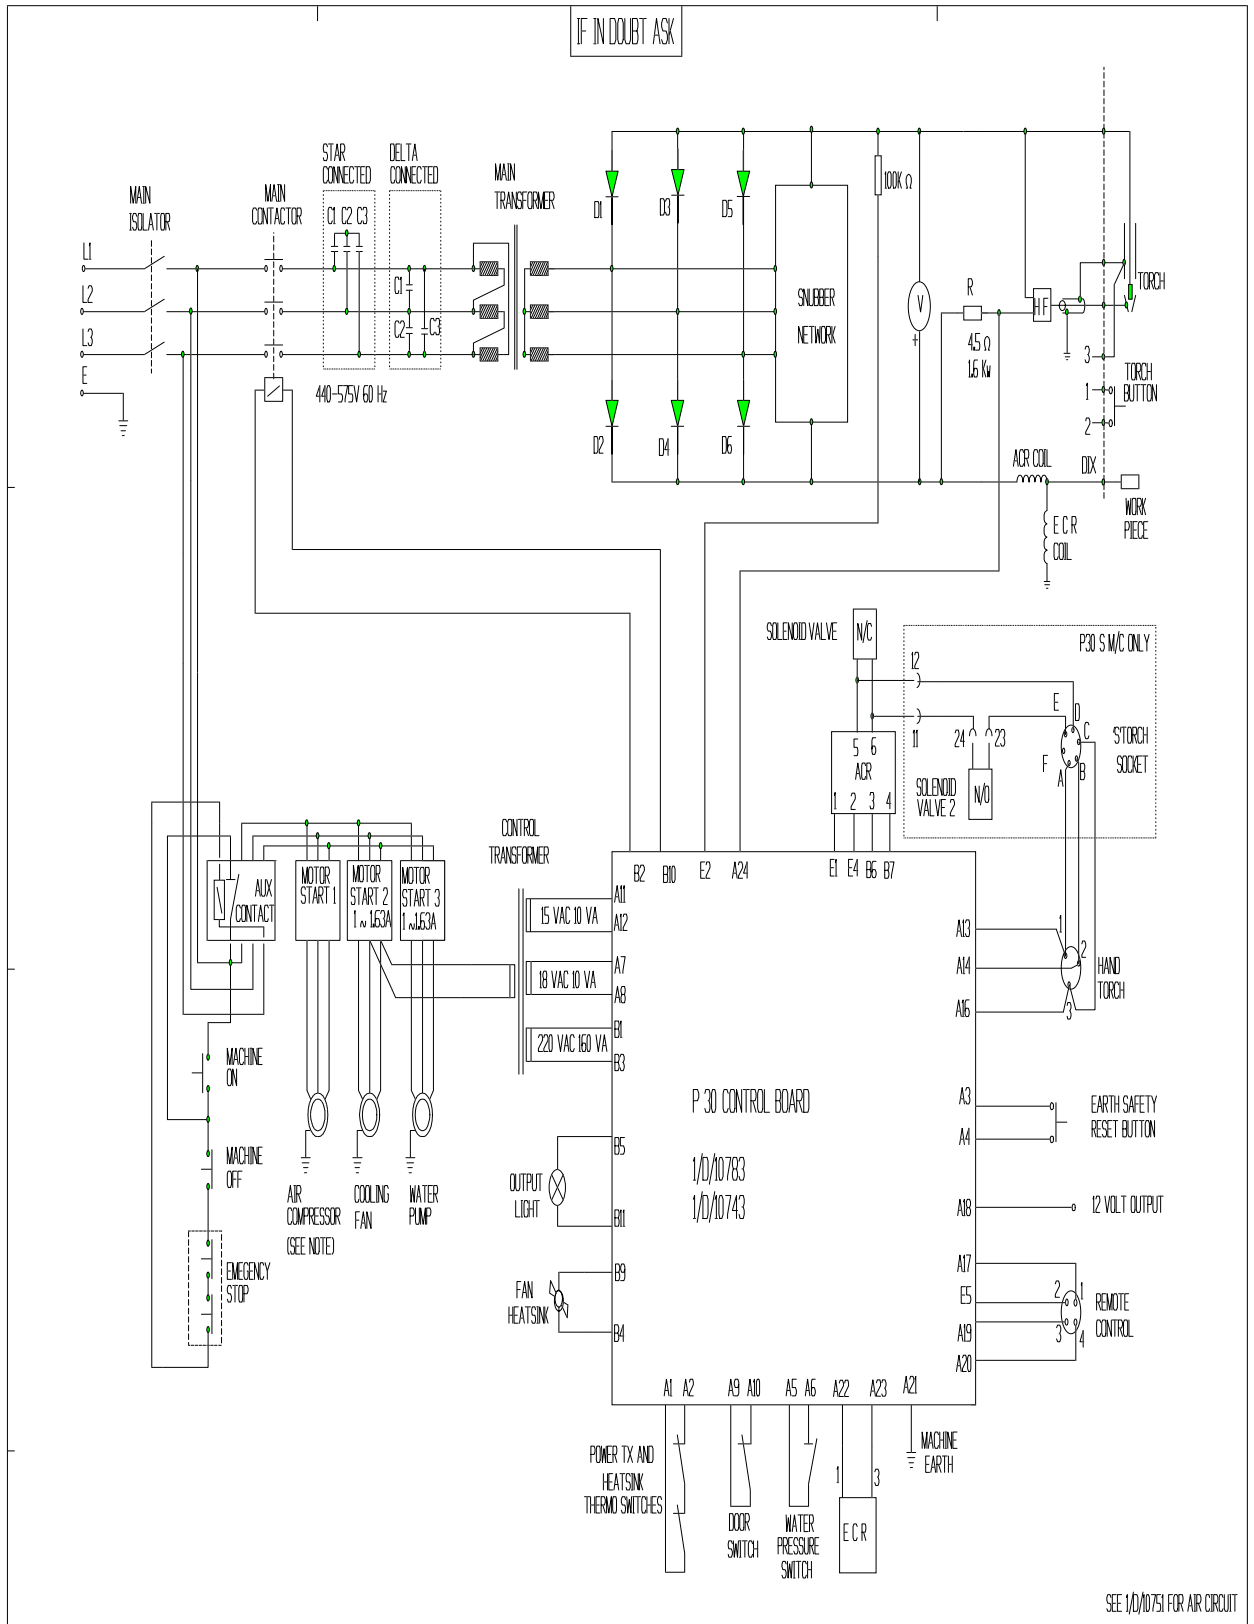 IF IN DOUBT ASK
STAR
CONNECTED
DELTA
CONNECTED
MAIN
TRANSFORMER
MAIN
ISOLATOR
MAIN
CONTACTOR
C1 C2 C3
L1
L2
L3
E
C1
C2
C3
440-575V 60 Hz
D1
D3
D5
D2
D4
D6
SNUBBER
NETWORK
100K Ω
V
+
R
4.5 Ω
1.6 Kw
HF
TORCH
3
1
2
TORCH
BUTTON
ACR COIL
DIX
WORK
PIECE
E C R
COIL
SOLENOID VALVE
N/C
P30 S M/C ONLY
12
11
E
D
C
F
A
B
24
23
'S'TORCH
SOCKET
5 6
ACR
1 2 3 4
SOLENOID
VALVE 2
N/O
CONTROL
TRANSFORMER
AUX
CONTACT
MOTOR
START 1
MOTOR
START 2
1 ~ 1.63A
MOTOR
START 3
1 ~1.63A
B2
B10
E2
A24
E1
E4
B6
B7
A11
A12
15 VAC 10 VA
A7
A8
18 VAC 10 VA
B1
B3
220 VAC 160 VA
A13
A14
A16
1
2
3
HAND
TORCH
MACHINE
ON
MACHINE
OFF
EMEGENCY
STOP
AIR
COMPRESSOR
(SEE NOTE)
COOLING
FAN
WATER
PUMP
P 30 CONTROL BOARD
1/D/10783
1/D/10743
OUTPUT
LIGHT
B5
B11
FAN
HEATSINK
B9
B4
A3
A4
EARTH SAFETY
RESET BUTTON
A18
12 VOLT OUTPUT
A17
E5
A19
A20
2
1
3
4
REMOTE
CONTROL
A1
A2
A9
A10
A5
A6
A22
A23
A21
POWER TX AND
HEATSINK
THERMO SWITCHES
DOOR
SWITCH
WATER
PRESSURE
SWITCH
1
3
E C R
MACHINE
EARTH
SEE 1/D/10751 FOR AIR CIRCUIT